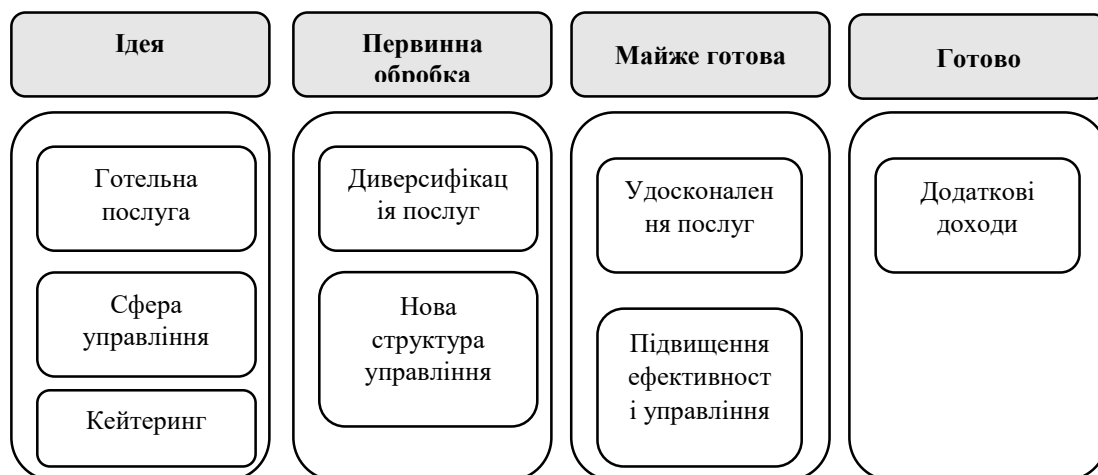 Ідея
Первинна
обробка
Майже готова
Готово
Готельна
послуга
Сфера
управління
Кейтеринг
Диверсифікац
ія послуг
Нова
структура
управління
Удосконален
ня послуг
Підвищення
ефективност
і управління
Додаткові
доходи